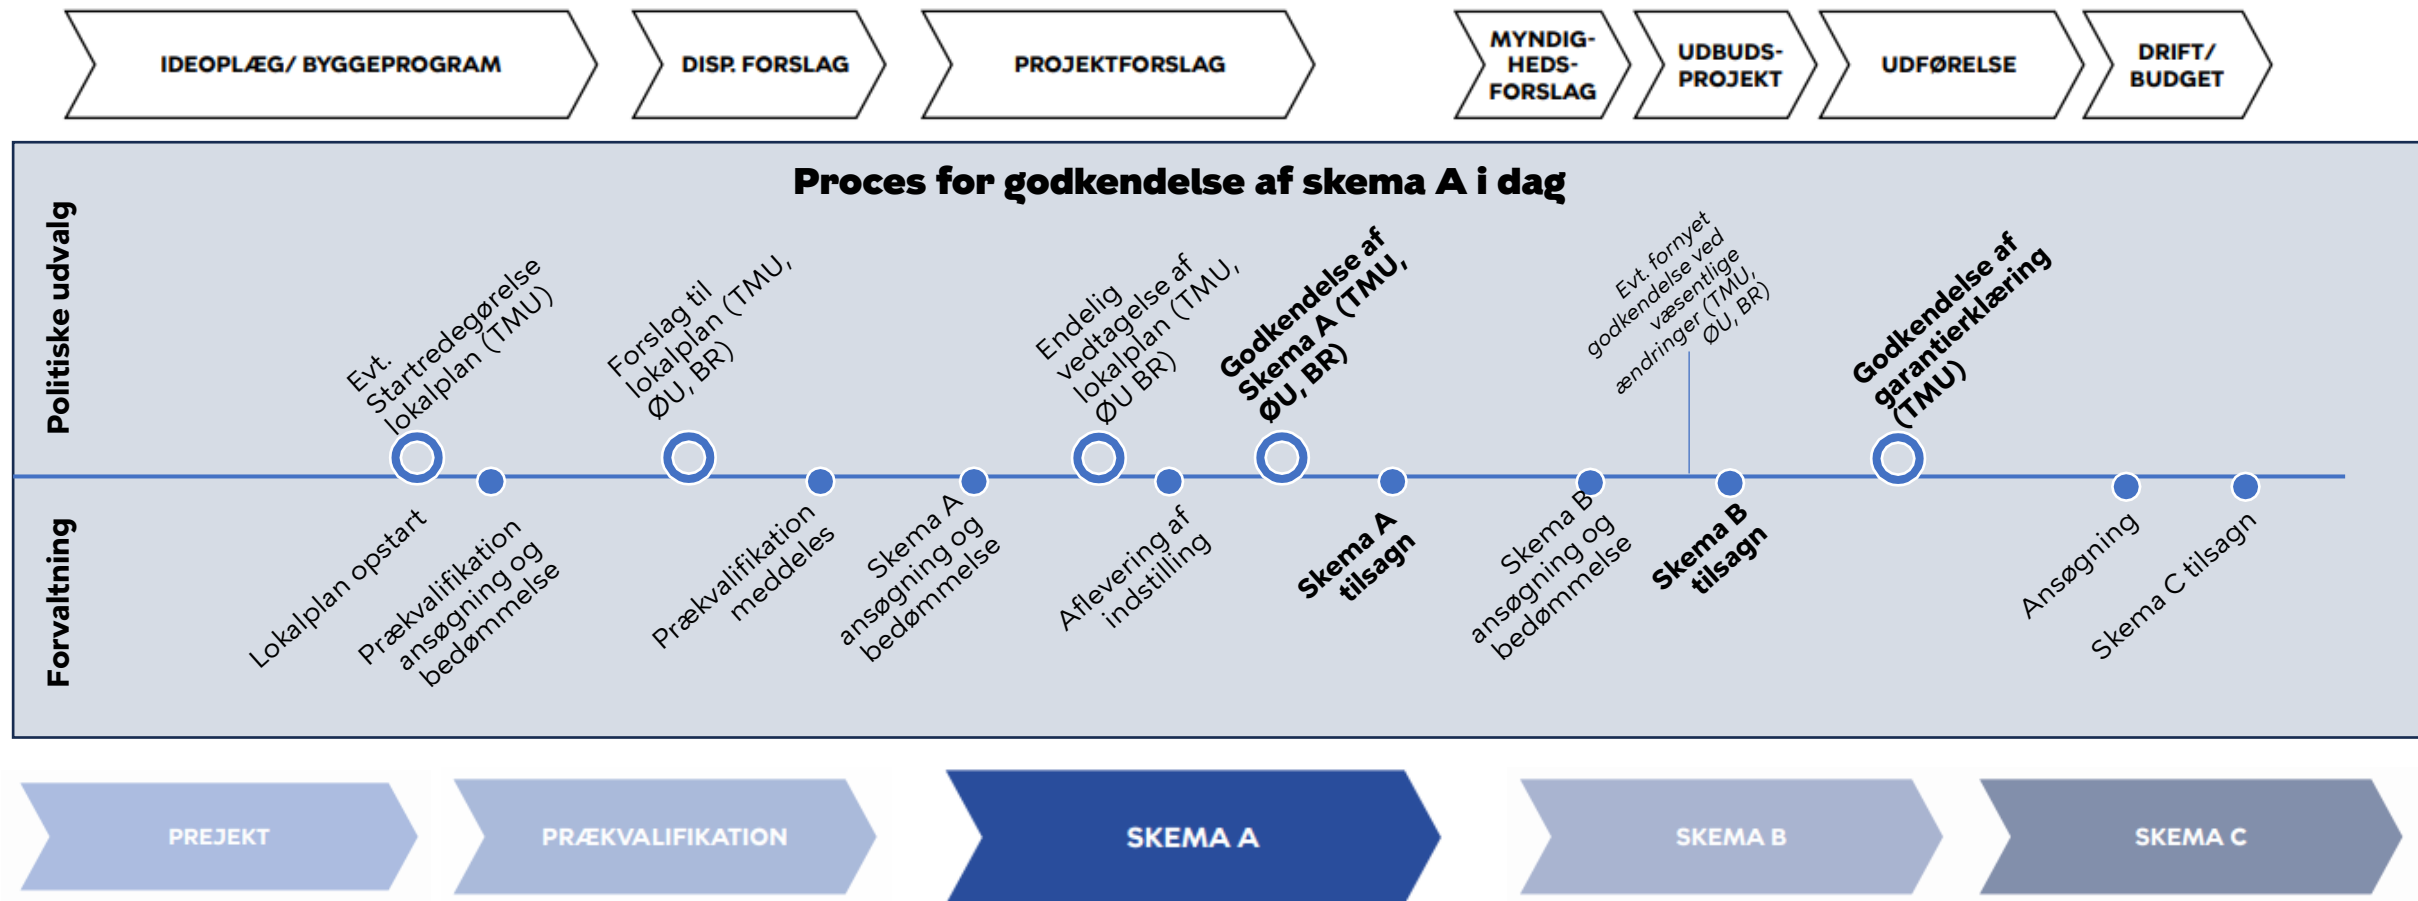 IDEOPLÆG/ BYGGEPROGRAM
DISP. FORSLAG
PROJEKTFORSLAG
MYNDIG-
HEDS-
FORSLAG
UDBUDS-
PROJEKT
UDFØRELSE
DRIFT/
BUDGET
Proces for godkendelse af skema A i dag
Politiske udvalg
Evt.
Startredegørelse
lokalplan (TMU)
Forslag til
lokalplan (TMU,
ØU, BR)
Endelig
vedtagelse af
lokalplan (TMU,
ØU BR)
Godkendelse af
Skema A (TMU,
ØU, BR)
Evt. fornyet
godkendelse ved
væsentlige
ændringer (TMU,
ØU, BR)
Godkendelse af
garantierklæring
(TMU)
Forvaltning
Lokalplan opstart
Prækvalifikation
ansøgning og
bedømmelse
Prækvalifikation
meddeles
Skema A
ansøgning og
bedømmelse
Aflevering af
indstilling
Skema A
tilsagn
Skema B
ansøgning og
bedømmelse
Skema B
tilsagn
Ansøgning
Skema C tilsagn
PREJEKT
PRÆKVALIFIKATION
SKEMA A
SKEMA B
SKEMA C